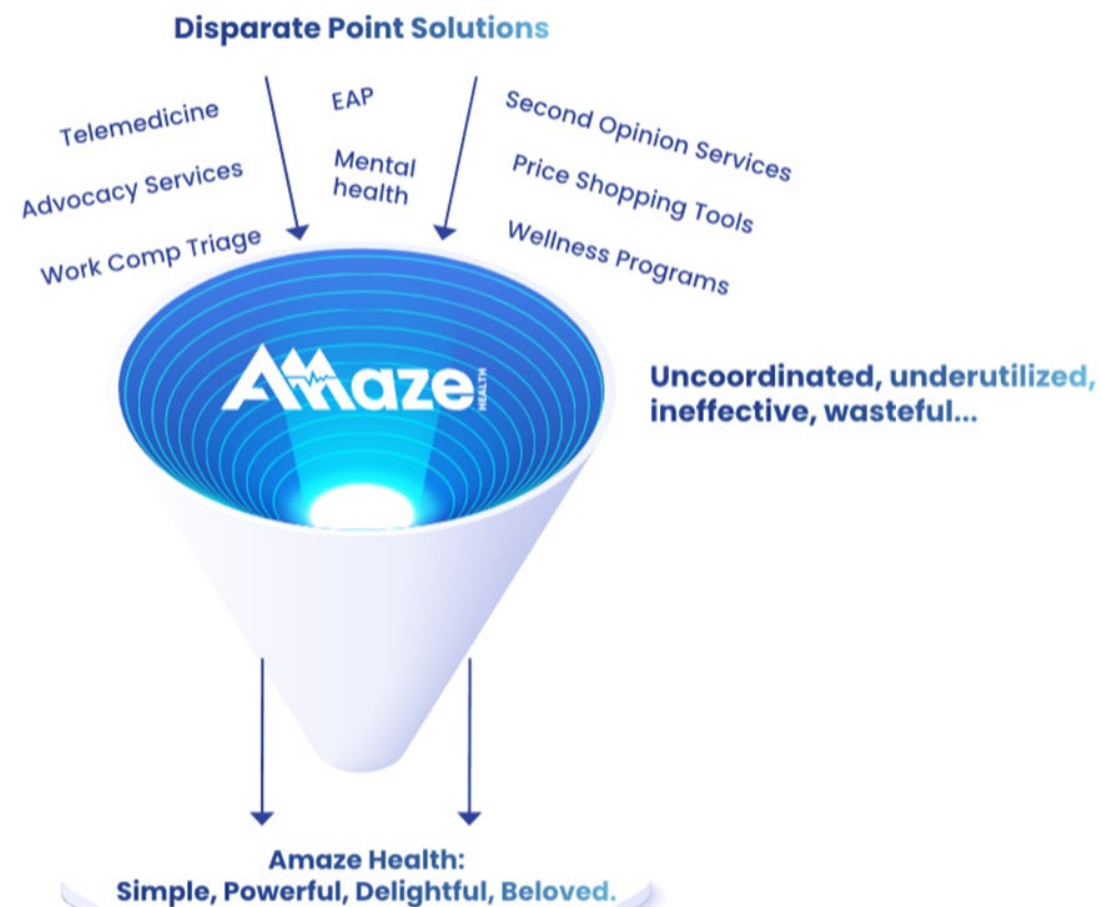 Disparate Point Solutions
Telemedicine
Advocacy Services
Work Comp Triage
EAP
Mental
health
Second Opinion Services
Price Shopping Tools
Wellness Programs
Amaze HEALTH
Uncoordinated, underutilized,
ineffective, wasteful...
Amaze Health:
Simple, Powerful, Delightful, Beloved.